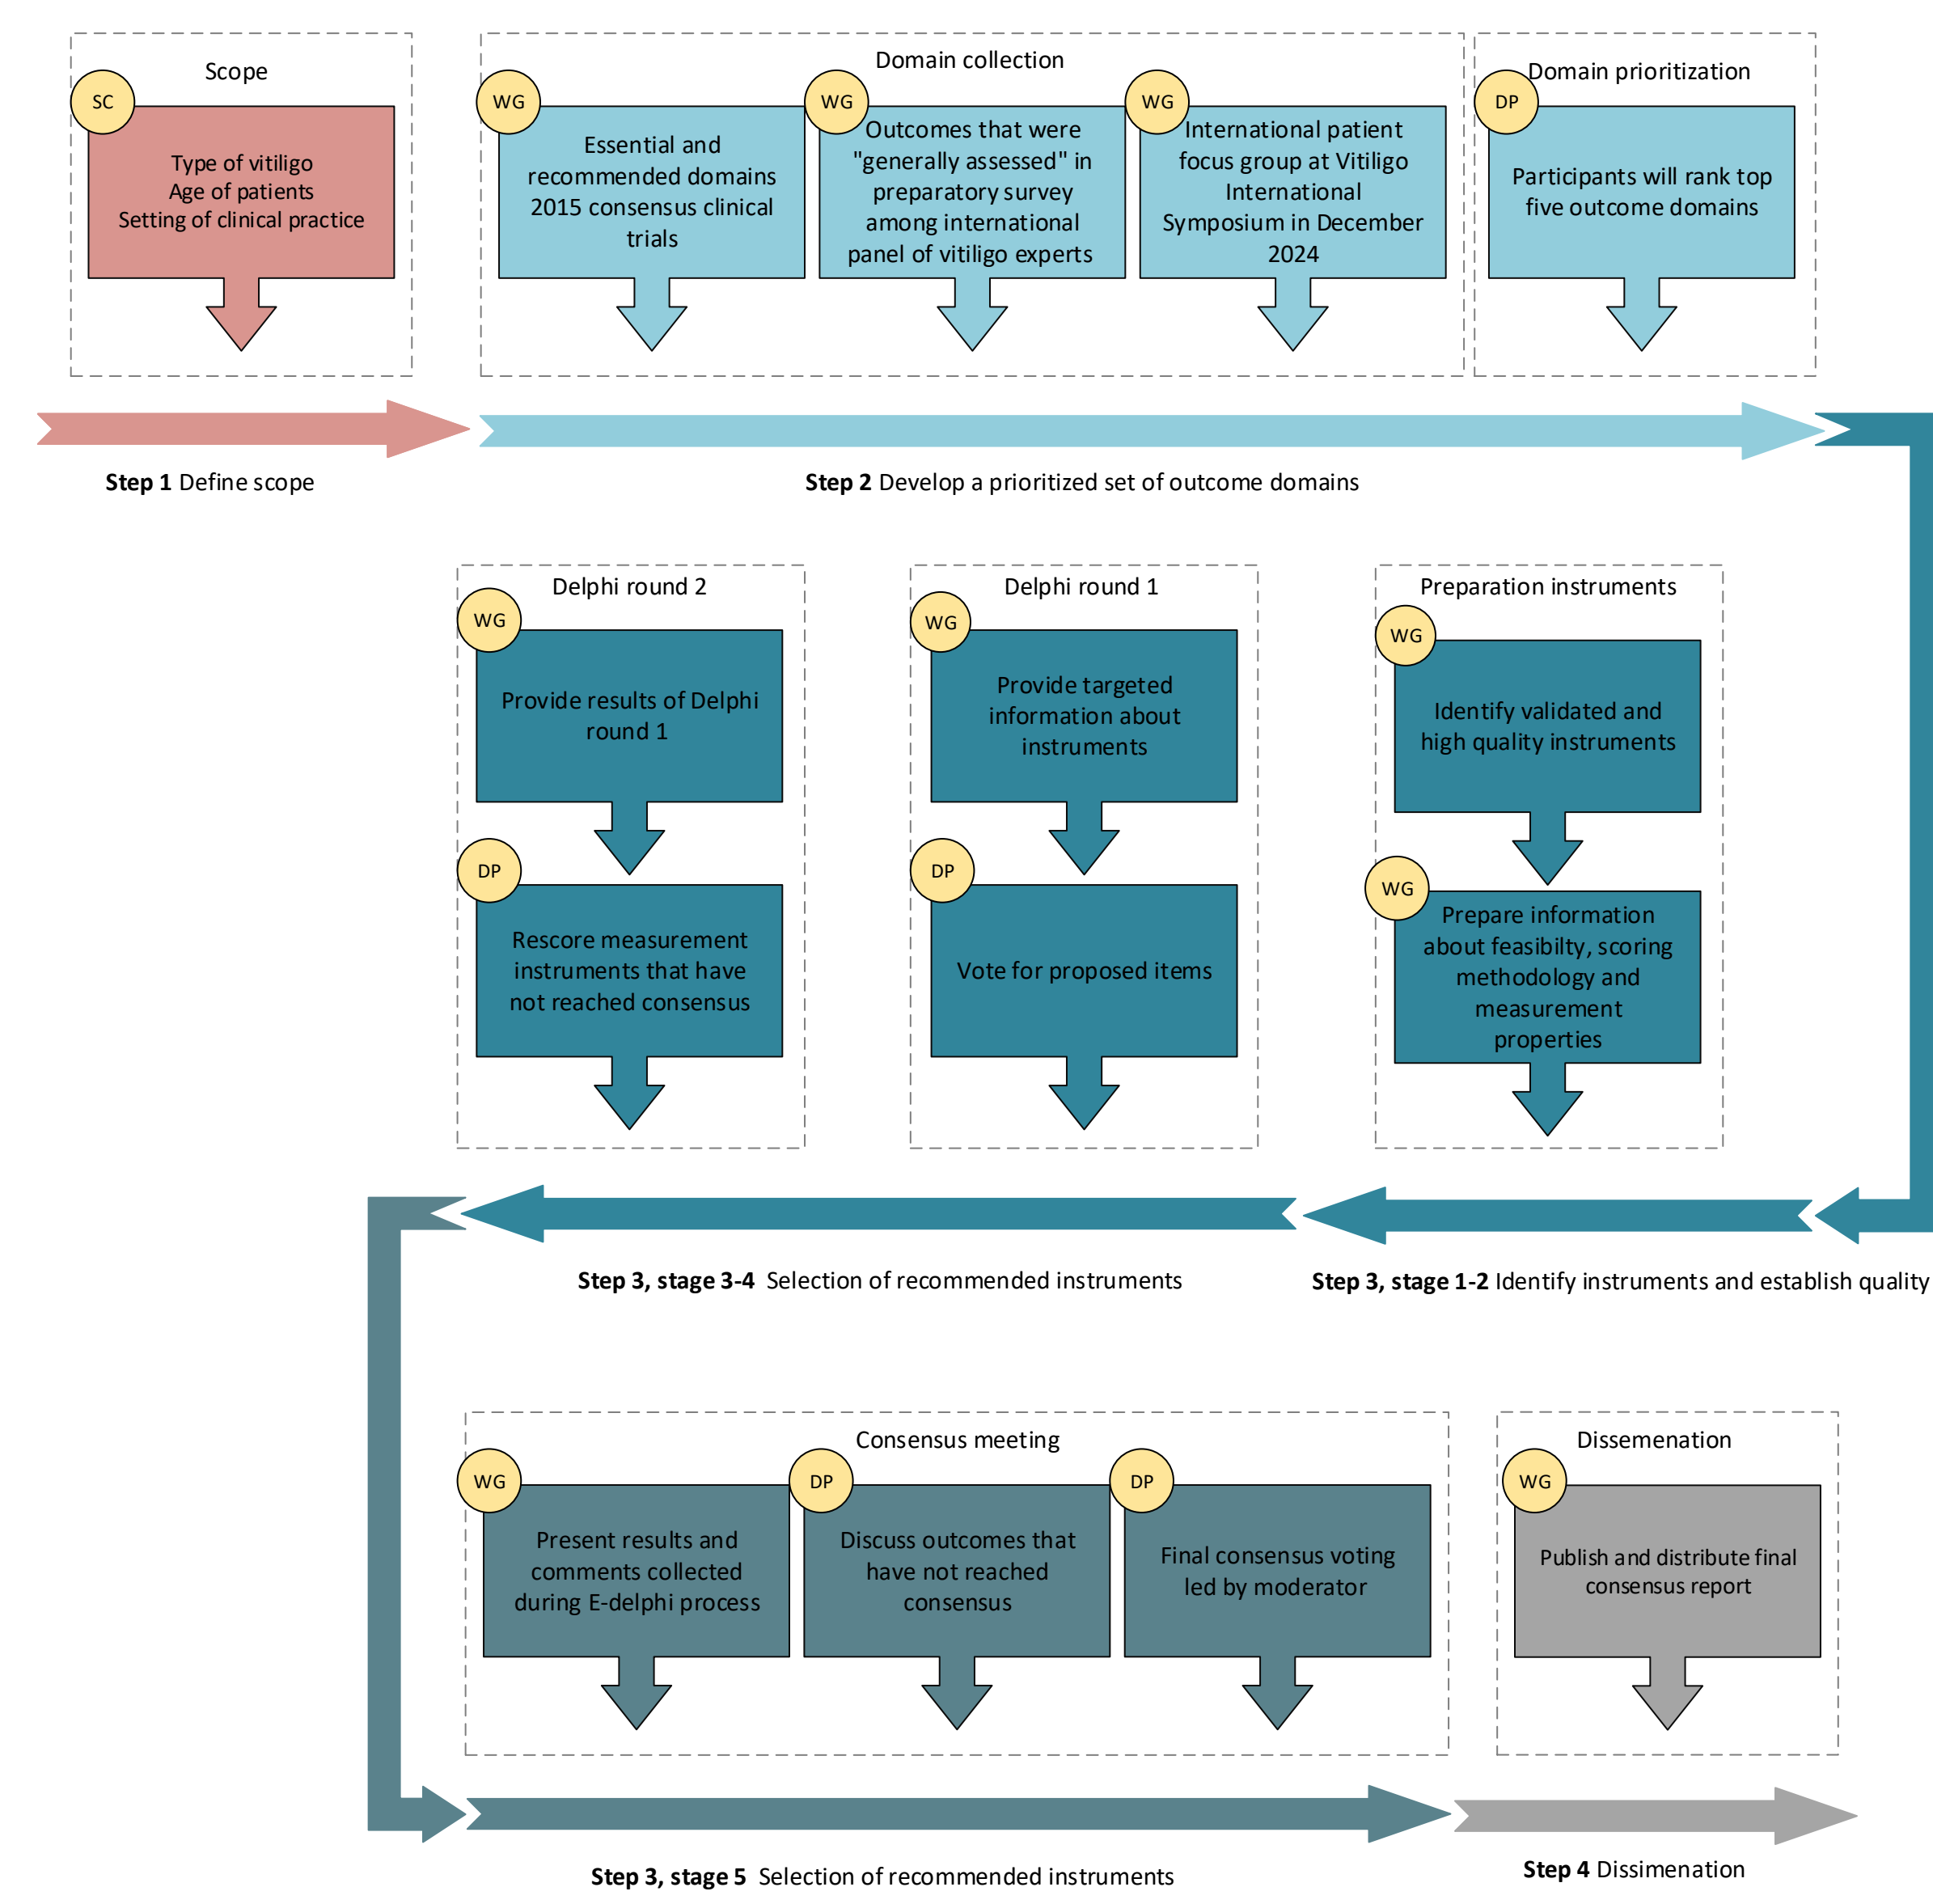 Scope
SC
Type of vitiligo
Age of patients
Setting of clinical practice
Domain collection
WG
Essential and
recommended domains
2015 consensus clinical
trials
WG
Outcomes that were
"generally assessed" in
preparatory survey
among international
panel of vitiligo experts
WG
International patient
focus group at Vitiligo
International
Symposium in December
2024
Domain prioritization
DP
Participants will rank top
five outcome domains
Step 1 Define scope
Step 2 Develop a prioritized set of outcome domains
Preparation instruments
WG
Identify validated and
high quality instruments
WG
Prepare information
about feasibilty, scoring
methodology and
measurement
properties
Delphi round 1
WG
Provide targeted
information about
instruments
DP
Vote for proposed items
Delphi round 2
WG
Provide results of Delphi
round 1
DP
Rescore measurement
instruments that have
not reached consensus
Step 3, stage 1-2 Identify instruments and establish quality
Step 3, stage 3-4 Selection of recommended instruments
Consensus meeting
WG
Present results and
comments collected
during E-delphi process
DP
Discuss outcomes that
have not reached
consensus
DP
Final consensus voting
led by moderator
Dissemenation
WG
Publish and distribute final
consensus report
Step 3, stage 5 Selection of recommended instruments
Step 4 Dissimenation